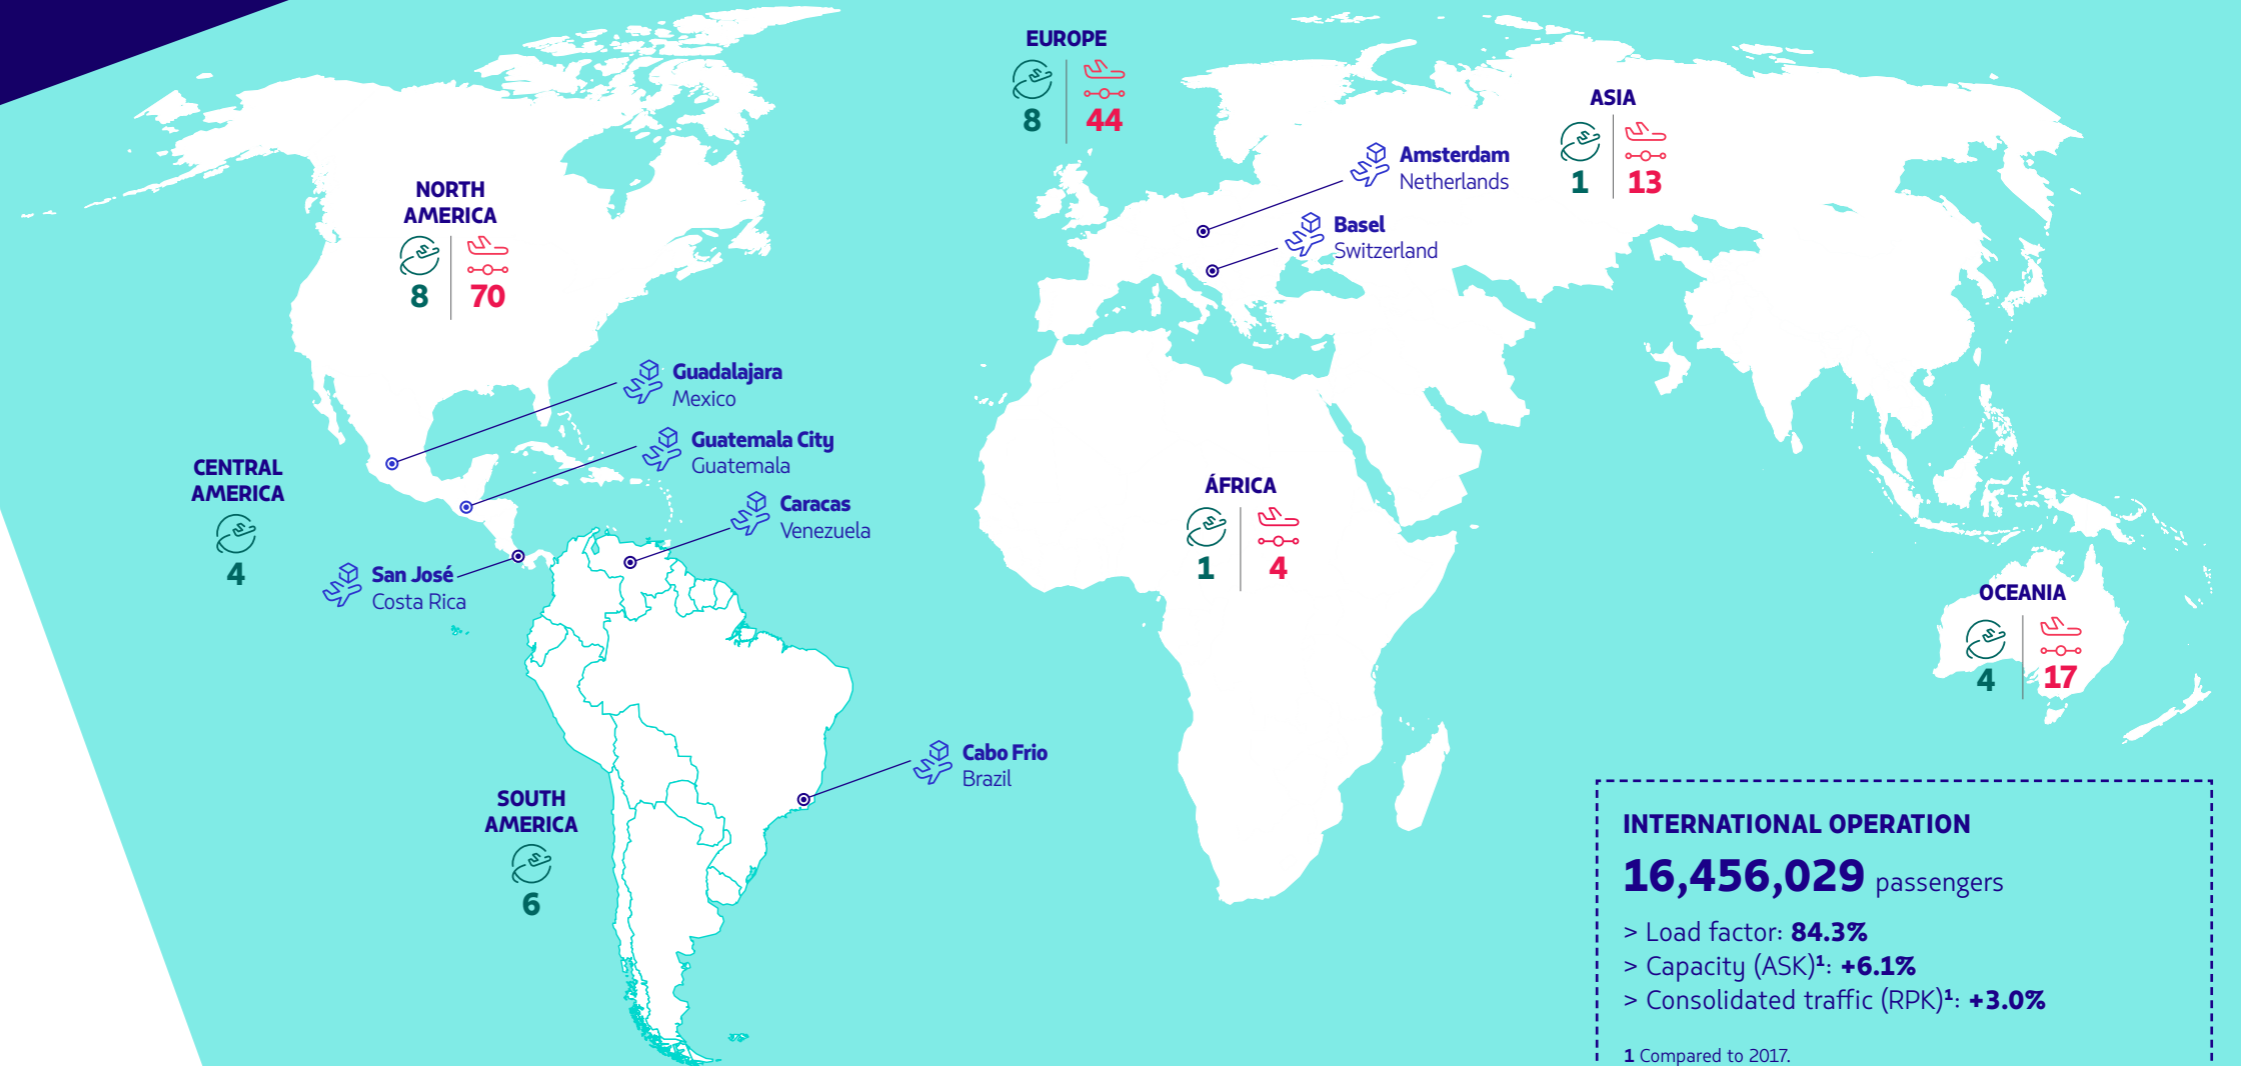 EUROPE
8
44
ASIA
1
13
Amsterdam
Netherlands
Basel
Switzerland
NORTH
AMERICA
8
70
Guadalajara
Mexico
Guatemala City
Guatemala
CENTRAL
AMERICA
4
Caracas
Venezuela
San José
Costa Rica
ÁFRICA
1
4
OCEANIA
4
17
Cabo Frio
Brazil
SOUTH
AMERICA
6
INTERNATIONAL OPERATION
16,456,029 passengers
> Load factor: 84.3%
> Capacity (ASK)¹: +6.1%
> Consolidated traffic (RPK)¹: +3.0%
1 Compared to 2017.